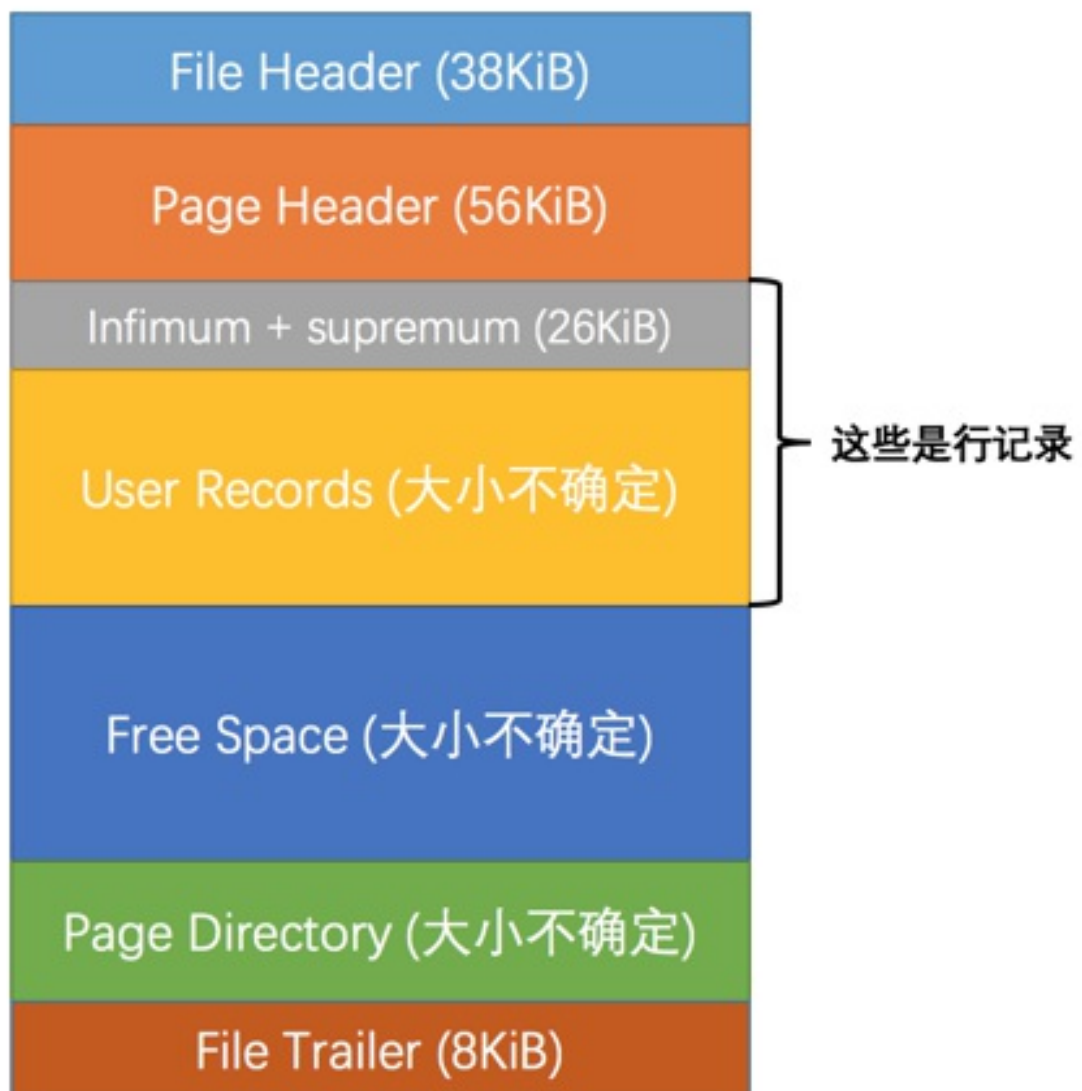 File Header (38KiB)
Page Header (56KiB)
Infimum + supremum (26KiB)
User Records (大小不确定)
这些是行记录
Free Space (大小不确定)
Page Directory (大小不确定)
File Trailer (8KiB)